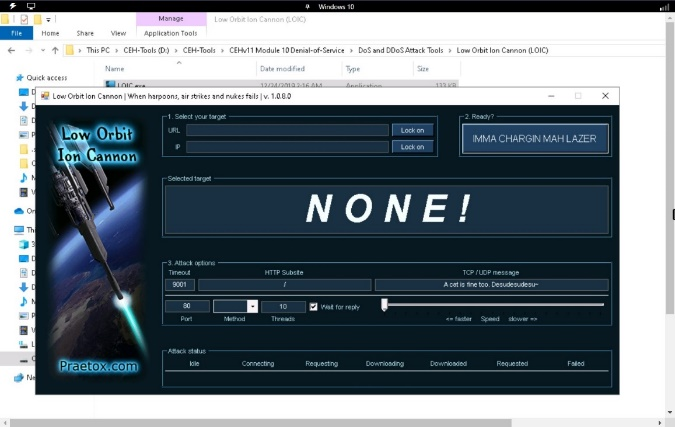 Windows 10
Manage
Low Orbit Ion Cannon (LOIC)
File Home Share View Application Tools
This PC > CEH-Tools (D:) > CEH-Tools > CEHv11 Module 10 Denial-of-Service > DoS and DDoS Attack Tools > Low Orbit Ion Cannon (LOIC)
Name Date modified Type Size
Quick access
LOIC.exe 12/24/2019 3:16 AM Application 133 KB
Low Orbit Ion Cannon | When harpoons, air strikes and nukes fails | v. 1.0.8.0
Low Orbit
Ion Cannon
Praetox.com
1. Select your target
URL Lock on
IP Lock on
2. Ready?
IMMA CHARGIN MAH LAZER
Selected target
NONE!
3. Attack options
Timeout HTTP Subsite TCP / UDP message
9001 / A cat is fine too. Desudesudesu~
80 10 Wait for reply
Port Method Threads <= faster Speed slower =>
Attack status
Idle Connecting Requesting Downloading Downloaded Requested Failed